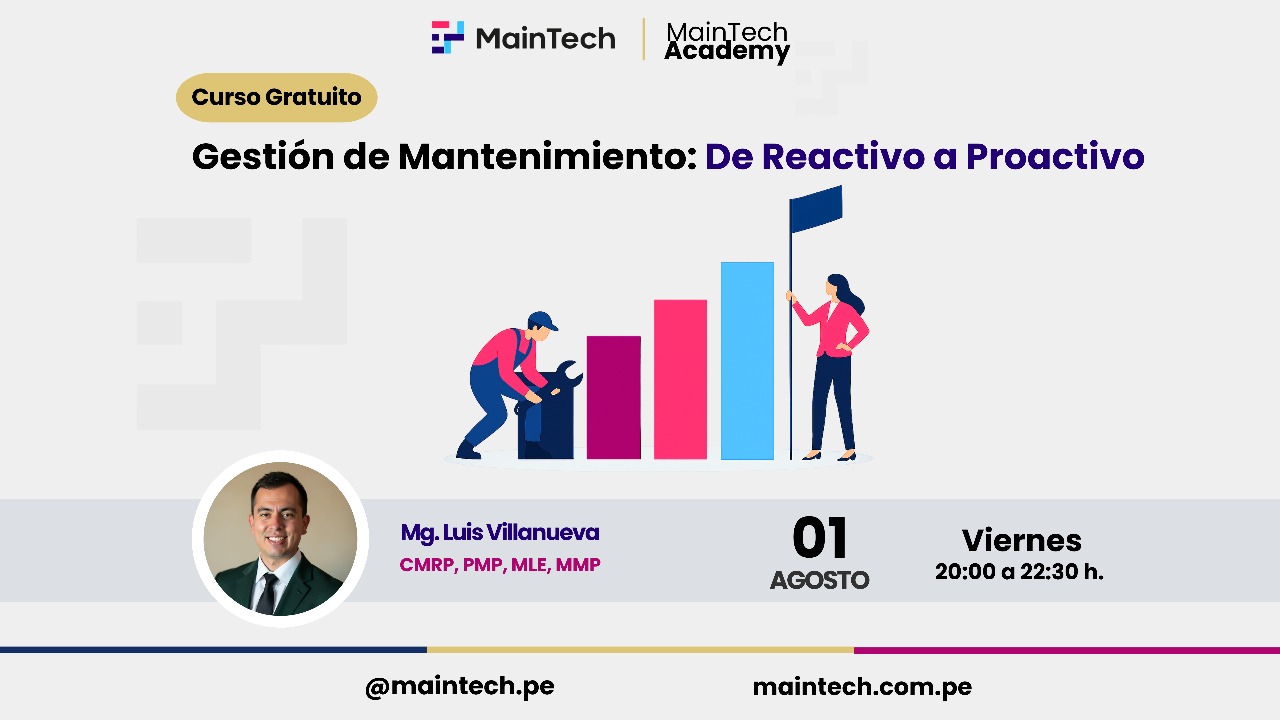 MainTech
MainTech
Academy
Curso Gratuito
Gestión de Mantenimiento: De Reactivo a Proactivo
Mg. Luis Villanueva
CMRP, PMP, MLE, MMP
01
AGOSTO
Viernes
20:00 a 22:30 h.
@maintech.pe
maintech.com.pe